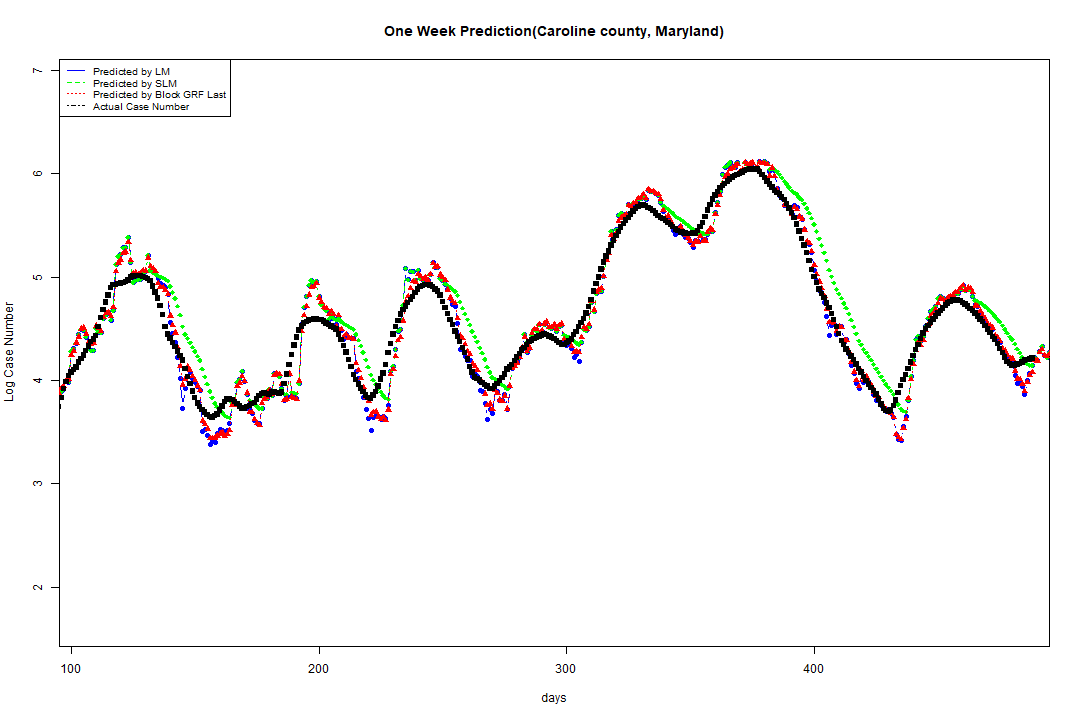 One Week Prediction(Caroline county, Maryland)
Predicted by LM
Predicted by SLM
Predicted by Block GRF Last
Actual Case Number
7
6
5
4
3
2
Log Case Number
100 200 300 400
days